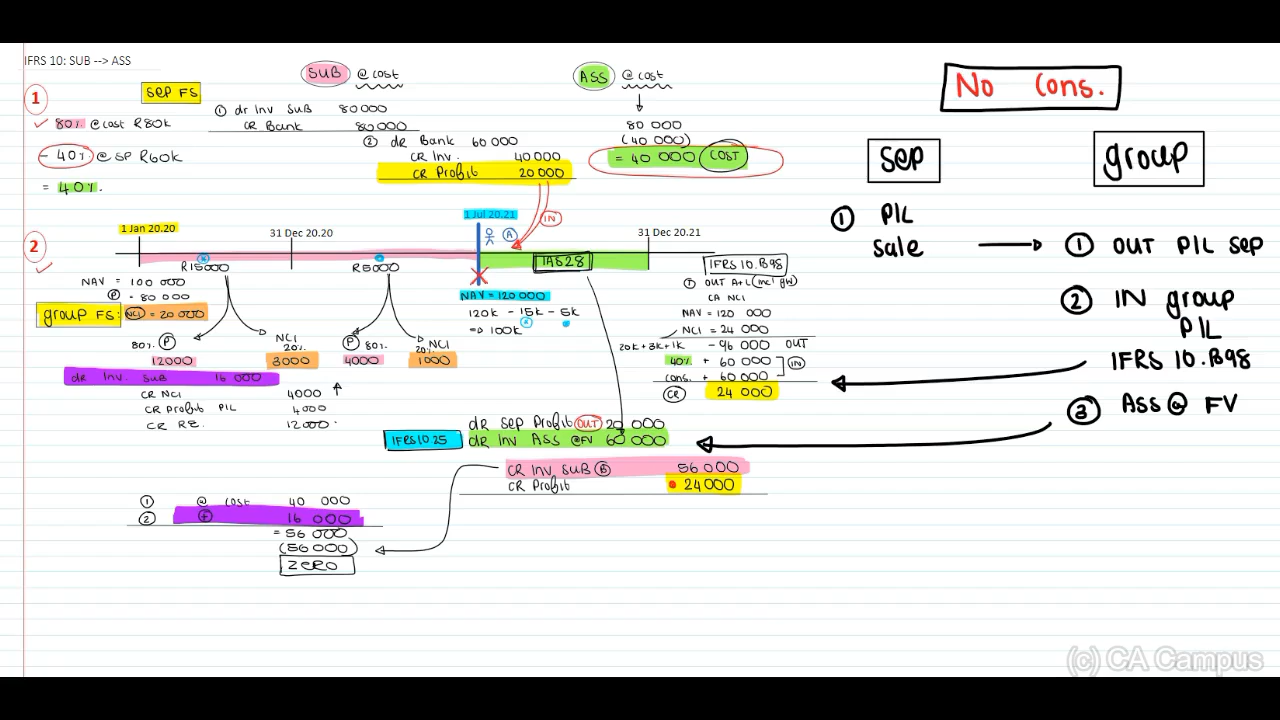 IFRS 10: SUB --> ASS
1
Sep FS
SUB @ cost
ASS @ cost
No Cons.
80% @ cost R80k
- 40% @ SP R60k
= 40%.
① dr Inv Sub 80 000
CR Bank 80 000
② dr Bank 60 000
CR Inv. 40 000
CR Profit 20 000
80 000
(40 000)
= 40 000 COST
Sep
group
① P/L
sale
① OUT P/L Sep
② IN group
P/L
IFRS 10.B98
③ ASS @ FV
2
1 Jan 20.20
31 Dec 20.20
1 Jul 20.21
A
IN
31 Dec 20.21
IAS28
R15000
R5000
NAV = 100 000
P = 80 000
group FS:
NCI = 20 000
NAV = 120 000
120k - 15k - 5k
=> 100k
80%. P
NCI
20%.
P 80%.
NCI
20%
12000
3000
4000
1000
dr Inv. Sub 16 000
CR NCI 4000
CR Profit P/L 4000
CR RE. 12000
IFRS 10.B98
① OUT A+L (incl gw)
CA NCI
NAV = 120 000
NCI = 24 000
20k+3k+1k - 96 000 OUT
40% + 60 000
IN
cons. + 60 000
CR 24 000
dr Sep Profit OUT 20 000
IFRS 10.25
dr Inv ASS @FV 60 000
CR Inv SUB B 56 000
CR Profit 24 000
① @ cost 40 000
② + 16 000
= 56 000
(56 000)
ZERO
(c) CA Campus